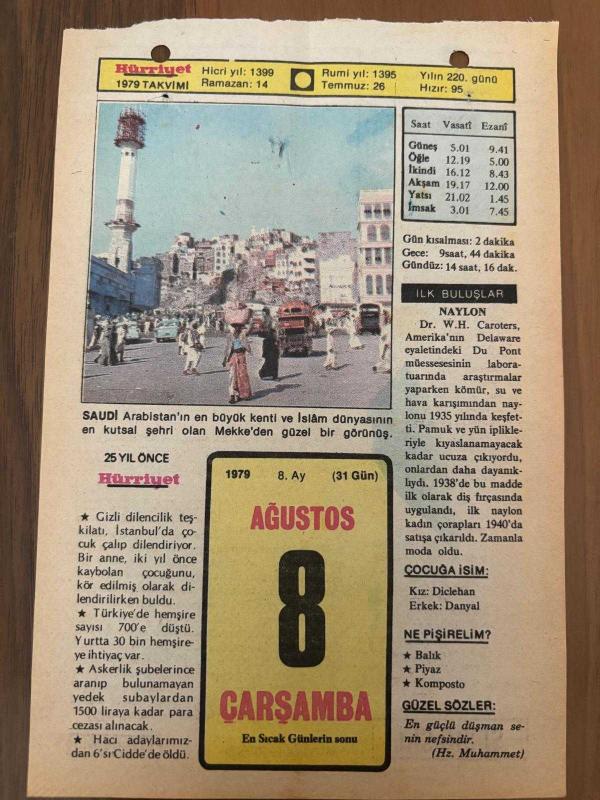 Hürriyet
1979 TAKVİMİ
Hicri yıl: 1399
Ramazan: 14
Rumi yıl: 1395
Temmuz: 26
Yılın 220. günü
Hızır: 95
Saat Vasatî Ezanî
Güneş 5.01 9.41
Öğle 12.19 5.00
İkindi 16.12 8.43
Akşam 19.17 12.00
Yatsı 21.02 1.45
İmsak 3.01 7.45
Gün kısalması: 2 dakika
Gece: 9saat, 44 dakika
Gündüz: 14 saat, 16 dak.
SAUDİ Arabistan'ın en büyük kenti ve İslâm dünyasının
en kutsal şehri olan Mekke'den güzel bir görünüş.
İLK BULUŞLAR
NAYLON
Dr. W.H. Caroters,
Amerika'nın Delaware
eyaletindeki Du Pont
müessesesinin labora-
tuarında araştırmalar
yaparken kömür, su ve
hava karışımından nay-
lonu 1935 yılında keşfet-
ti. Pamuk ve yün iplikle-
riyle kıyaslanamayacak
kadar ucuza çıkıyordu,
onlardan daha dayanık-
lıydı. 1938'de bu madde
ilk olarak diş fırçasında
uygulandı, ilk naylon
kadın çorapları 1940'da
satışa çıkarıldı. Zamanla
moda oldu.
25 YIL ÖNCE
Hürriyet
★ Gizli dilencilik teş-
kilatı, İstanbul'da ço-
cuk çalıp dilendiriyor.
Bir anne, iki yıl önce
kaybolan çocuğunu,
kör edilmiş olarak di-
lendirilirken buldu.
★ Türkiye'de hemşire
sayısı 700'e düştü.
Yurtta 30 bin hemşire-
ye ihtiyaç var.
★ Askerlik şubelerince
aranıp bulunamayan
yedek subaylardan
1500 liraya kadar para
cezası alınacak.
★ Hacı adaylarımız-
dan 6'sı Cidde'de öldü.
1979 8. Ay (31 Gün)
AĞUSTOS
8
ÇARŞAMBA
En Sıcak Günlerin sonu
ÇOCUĞA İSİM:
Kız: Diclehan
Erkek: Danyal
NE PİŞİRELİM?
★ Balık
★ Piyaz
★ Komposto
GÜZEL SÖZLER:
En güçlü düşman se-
nin nefsindir.
(Hz. Muhammet)